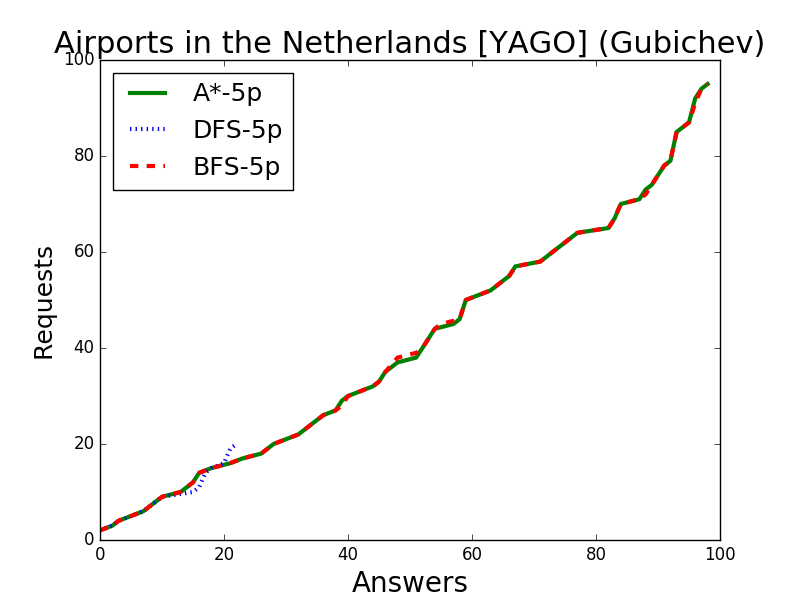 Airports in the Netherlands [YAGO] (Gubichev)
A*-5p
DFS-5p
BFS-5p
Requests
100
80
60
40
20
0
0 20 40 60 80 100
Answers